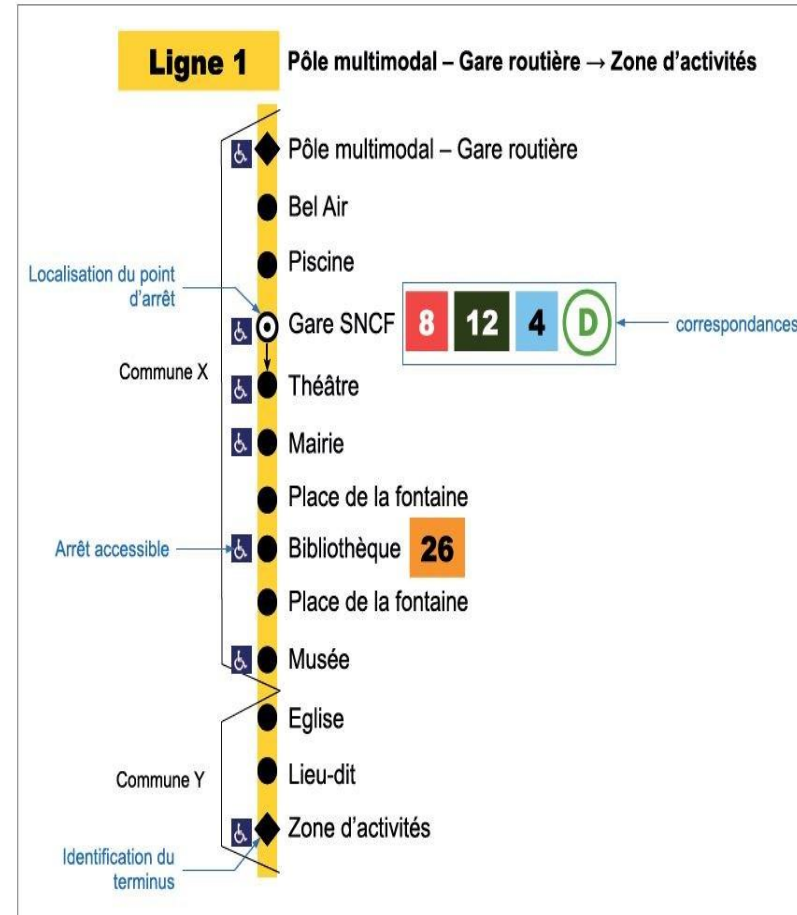 Ligne 1 Pôle multimodal – Gare routière → Zone d'activités
Pôle multimodal – Gare routière
Bel Air
Piscine
Localisation du point
d'arrêt
Gare SNCF 8 12 4 D
correspondances
Commune X
Théâtre
Mairie
Place de la fontaine
Arrêt accessible
Bibliothèque 26
Place de la fontaine
Musée
Eglise
Lieu-dit
Commune Y
Zone d'activités
Identification du
terminus